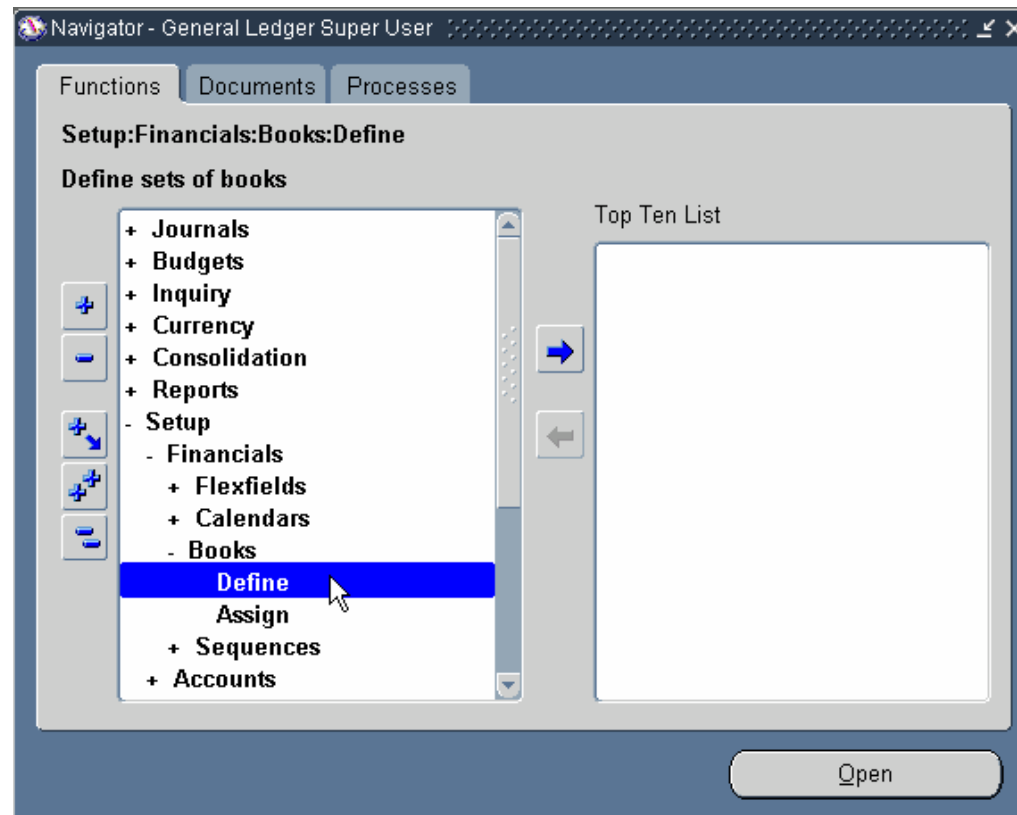 Navigator - General Ledger Super User
Functions Documents Processes
Setup:Financials:Books:Define
Define sets of books
Top Ten List
+ Journals
+ Budgets
+ Inquiry
+ Currency
+ Consolidation
+ Reports
- Setup
- Financials
+ Flexfields
+ Calendars
- Books
Define
Assign
+ Sequences
+ Accounts
Open